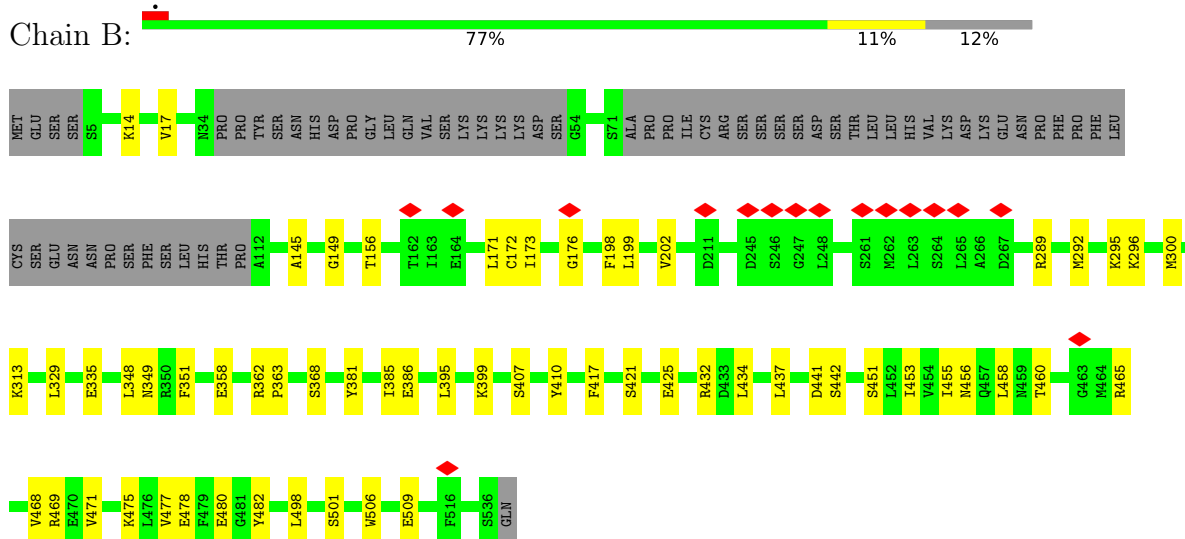 Chain B:
77% 11% 12%
MET GLU SER SER S5 K14 V17 N34 PRO PRO TYR SER ASN HIS ASP PRO GLY LEU GLN VAL SER LYS LYS LYS LYS ASP SER G54 S71 ALA PRO PRO ILE CYS ARG SER SER SER SER ASP SER THR LEU LEU HIS VAL LYS ASP LYS GLU ASN PRO PHE PRO PHE LEU
CYS SER GLU ASN ASN PRO SER PHE SER LEU HIS THR PRO A112 A145 G149 T156 T162 I163 E164 L171 C172 I173 G176 F198 L199 V202 D211 D245 S246 G247 L248 S261 M262 L263 S264 L265 A266 D267 R289 M292 K295 K296 M300
K313 L329 E335 L348 N349 R350 F351 E358 R362 P363 S368 Y381 I385 E386 L395 K399 S407 Y410 F417 S421 E425 R432 D433 L434 L437 D441 S442 S451 L452 I453 V454 I455 N456 Q457 L458 N459 T460 G463 M464 R465
V468 R469 E470 V471 K475 L476 V477 E478 F479 E480 G481 Y482 L498 S501 W506 E509 F516 S536 GLN